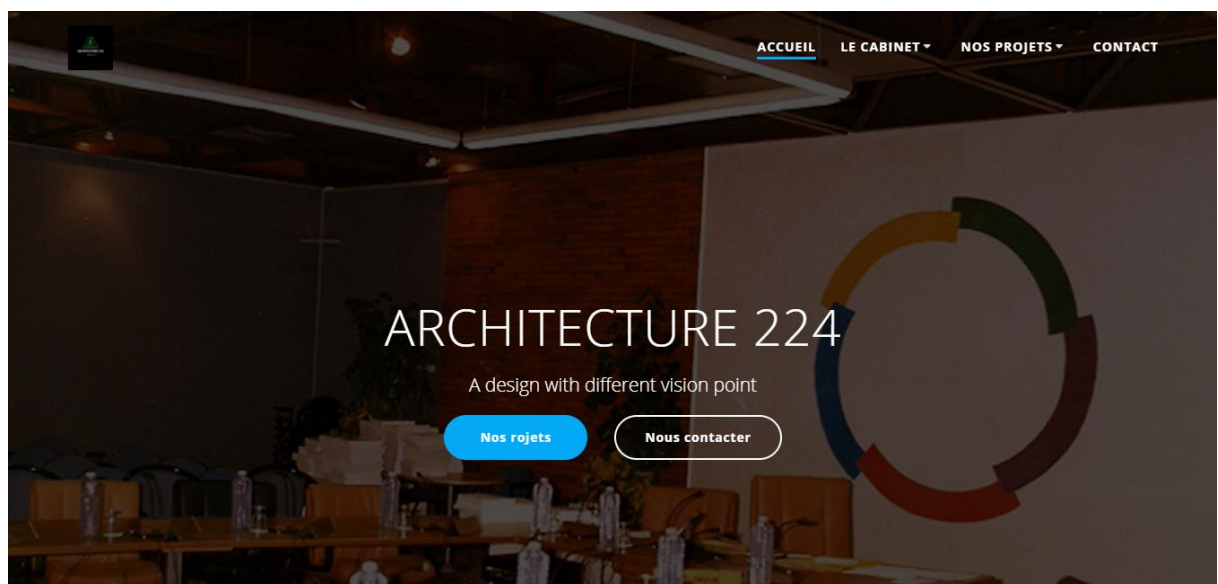 ACCUEIL LE CABINET NOS PROJETS CONTACT
ARCHITECTURE 224
A design with different vision point
Nos rojets Nous contacter